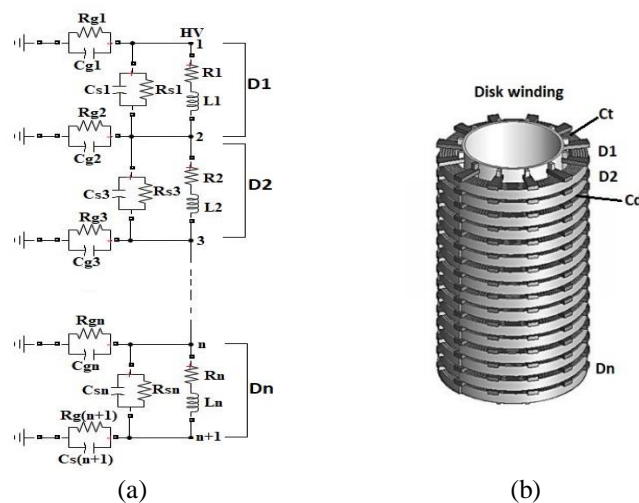 Rg1
HV
1
Cg1
R1
D1
Cs1
Rs1
L1
Rg2
2
Cg2
R2
D2
Cs3
Rs3
L2
Rg3
3
Cg3
Rgn
n
Cgn
Rn
Dn
Csn
Rsn
Ln
Rg(n+1)
n+1
Cs(n+1)
(a)
Disk winding
Ct
D1
D2
Cd
Dn
(b)